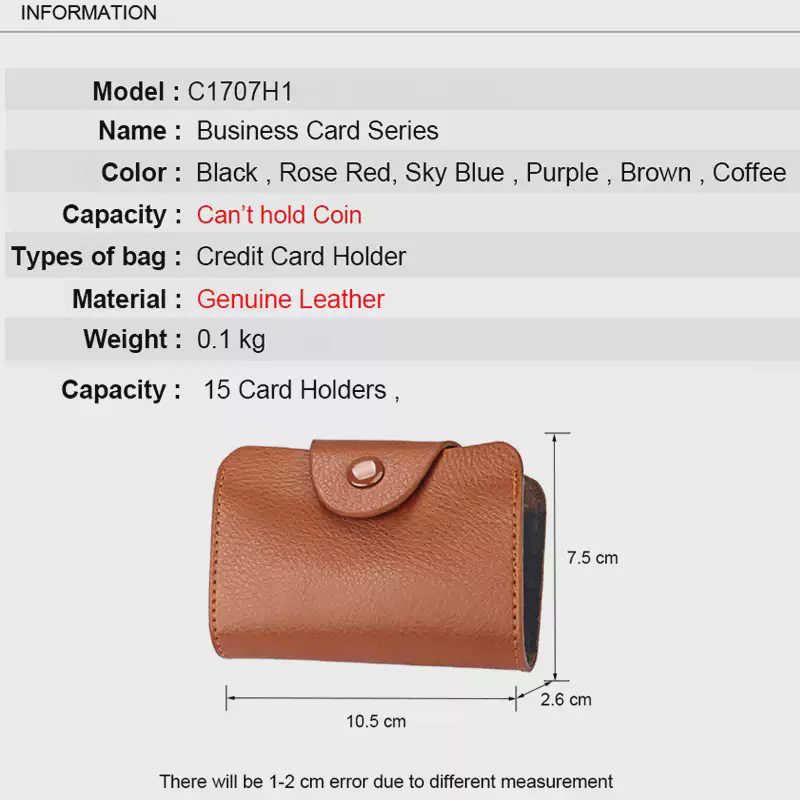 INFORMATION
Model : C1707H1
Name : Business Card Series
Color : Black , Rose Red, Sky Blue , Purple , Brown , Coffee
Capacity : Can’t hold Coin
Types of bag : Credit Card Holder
Material : Genuine Leather
Weight : 0.1 kg
Capacity : 15 Card Holders ,
7.5 cm
2.6 cm
10.5 cm
There will be 1-2 cm error due to different measurement